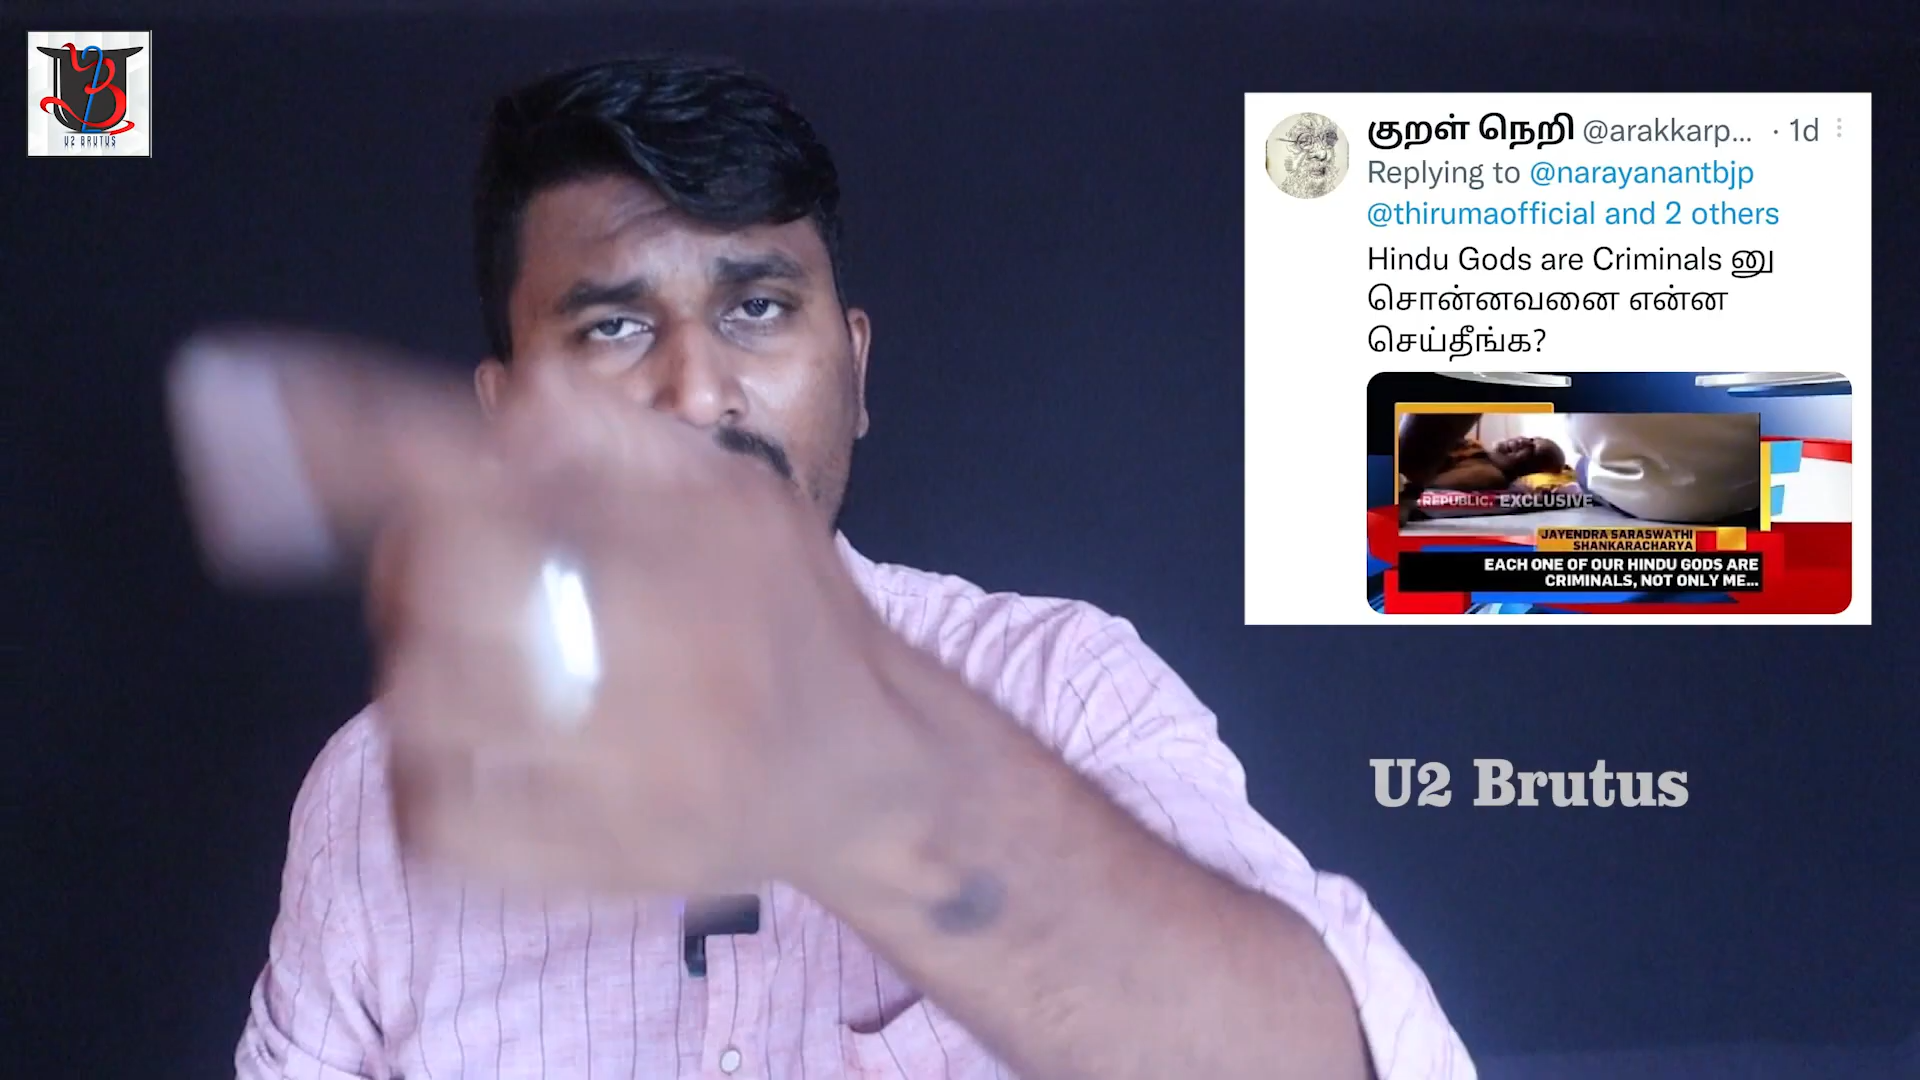 U2 BRUTUS
குறள் நெறி @arakkarp... · 1d
Replying to @narayanantbjp
@thirumaofficial and 2 others
Hindu Gods are Criminals னு
சொன்னவனை என்ன
செய்தீங்க?
REPUBLIC. EXCLUSIVE
JAYENDRA SARASWATHI
SHANKARACHARYA
EACH ONE OF OUR HINDU GODS ARE
CRIMINALS, NOT ONLY ME...
U2 Brutus